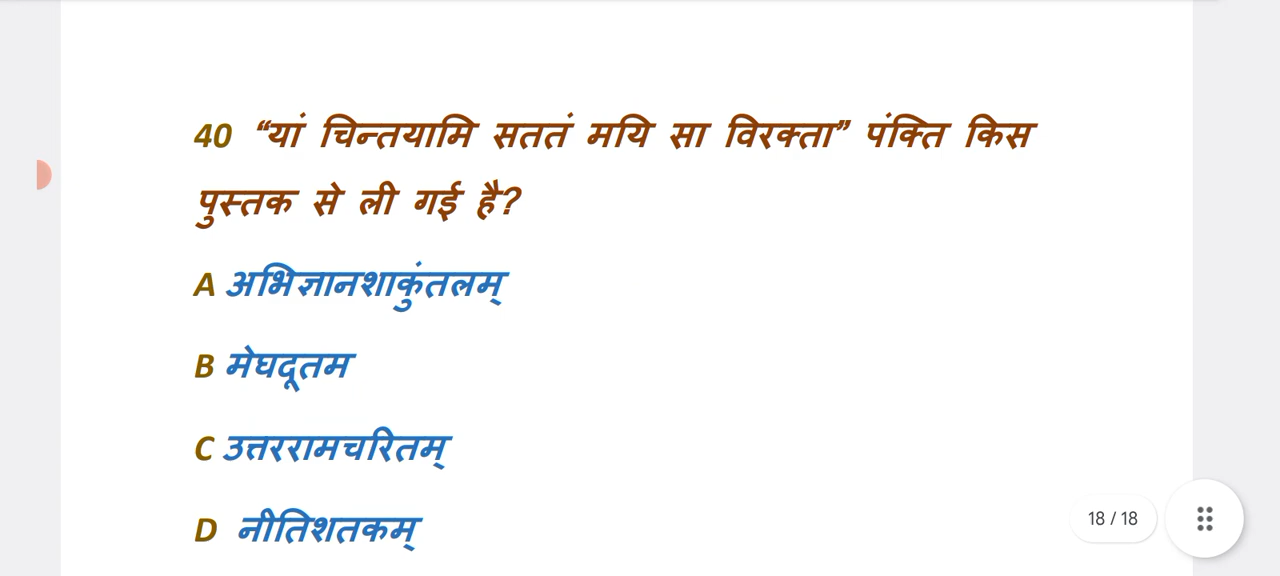 40 “यां चिन्तयामि सततं मयि सा विरक्ता” पंक्ति किस
पुस्तक से ली गई है?
A अभिज्ञानशाकुंतलम्
B मेघदूतम
C उत्तररामचरितम्
D नीतिशतकम्
18 / 18